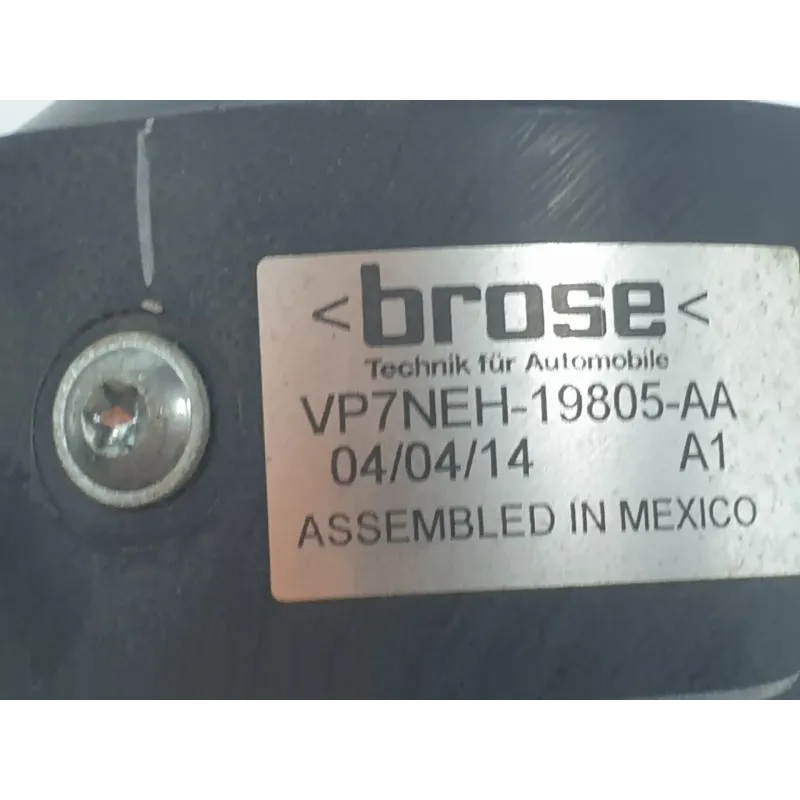 <brose<
Technik für Automobile
VP7NEH-19805-AA
04/04/14 A1
ASSEMBLED IN MEXICO